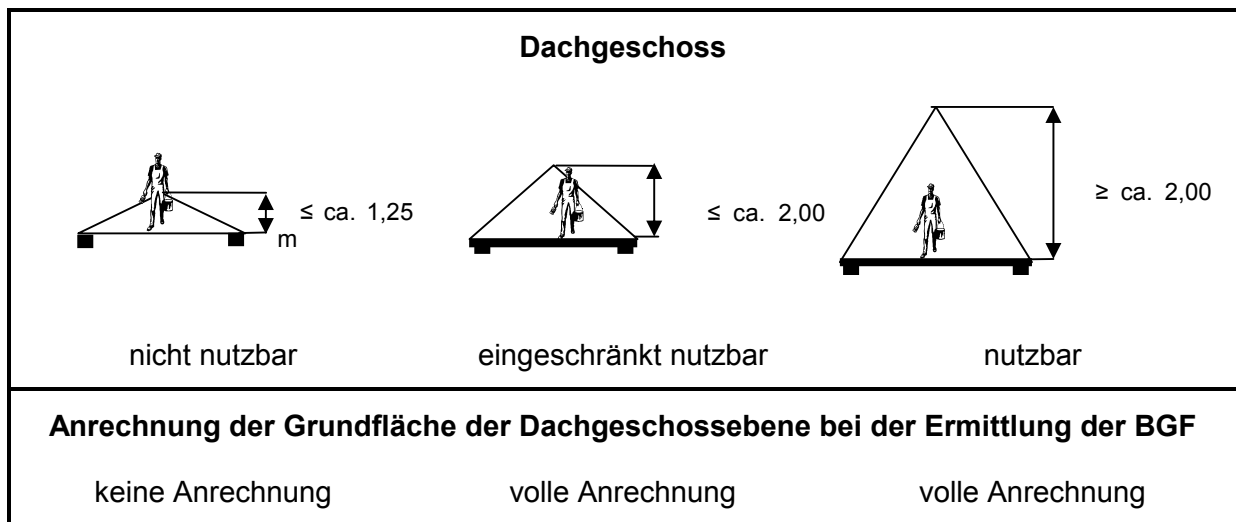 Dachgeschoss
≤ ca. 1,25
m
≤ ca. 2,00
≥ ca. 2,00
nicht nutzbar
eingeschränkt nutzbar
nutzbar
Anrechnung der Grundfläche der Dachgeschossebene bei der Ermittlung der BGF
keine Anrechnung
volle Anrechnung
volle Anrechnung